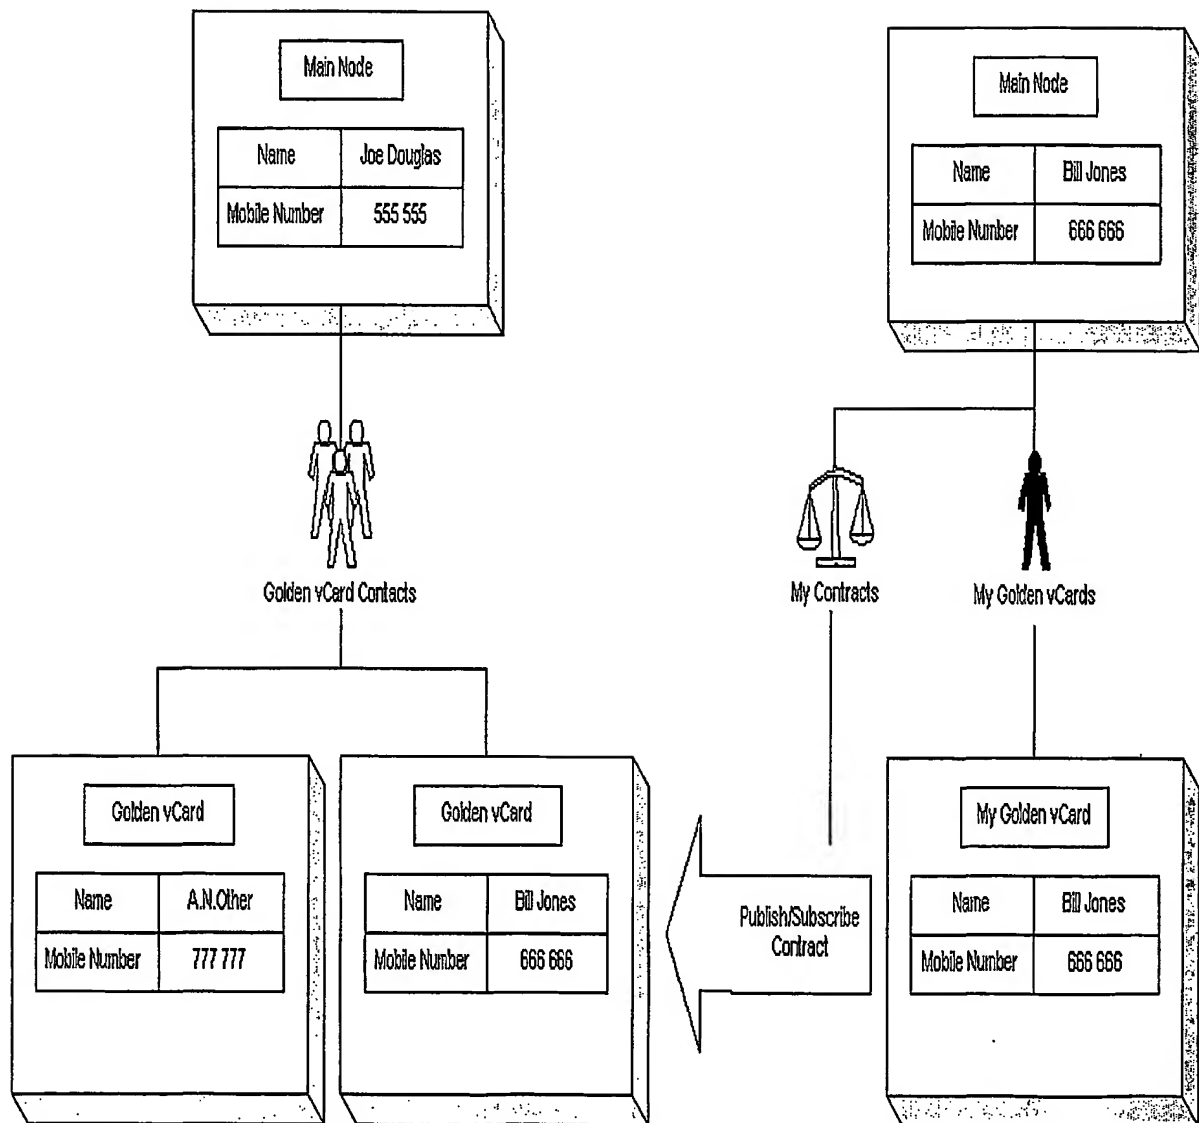 Main Node
Name Joe Douglas
Mobile Number 555 555
Main Node
Name Bill Jones
Mobile Number 666 666
Golden vCard Contacts
My Contracts
My Golden vCards
Golden vCard
Name A.N.Other
Mobile Number 777 777
Golden vCard
Name Bill Jones
Mobile Number 666 666
Publish/Subscribe
Contract
My Golden vCard
Name Bill Jones
Mobile Number 666 666